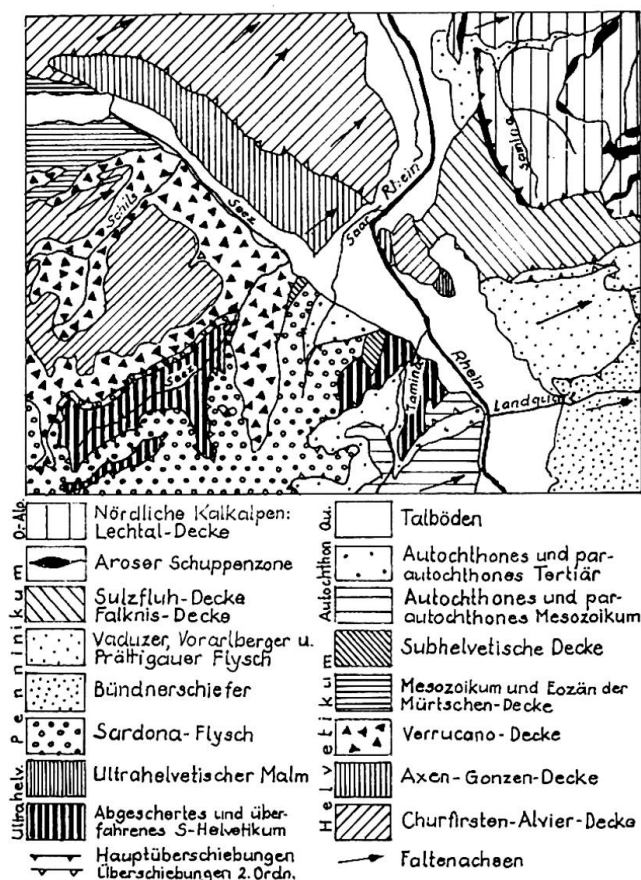 Samina
Rhein
Saar
Seez
Schils
Seez
Tamina
Rhein
Landquart
O.-Alp.
Nördliche Kalkalpen:
Lechtal-Decke
Penninikum
Aroser Schuppenzone
Sulzfluh-Decke
Falknis-Decke
Vaduzer, Vorarlberger u.
Prättigauer Flysch
Bündnerschiefer
Ultrahelv.
Sardona-Flysch
Ultrahelvetischer Malm
Abgeschertes und über-
fahrenes S-Helvetikum
Hauptüberschiebungen
Überschiebungen 2. Ordn.
Qu.
Talböden
Autochthon
Autochthones und par-
autochthones Tertiär
Autochthones und par-
autochthones Mesozoikum
Helvetikum
Subhelvetische Decke
Mesozoikum und Eozän der
Mürtschen-Decke
Verrucano-Decke
Axen-Gonzen-Decke
Churfirsten-Alvier-Decke
Faltenachsen